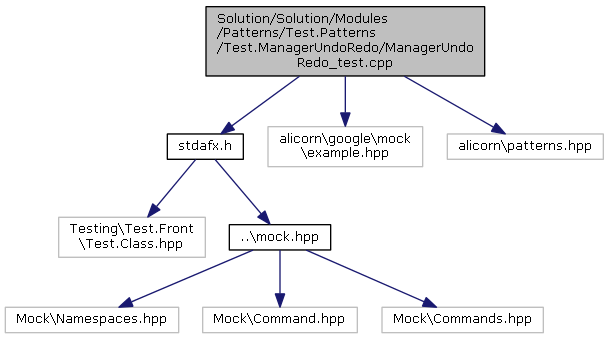 Solution/Solution/Modules
/Patterns/Test.Patterns
/Test.ManagerUndoRedo/ManagerUndo
Redo_test.cpp
stdafx.h
alicorn\google\mock
\example.hpp
alicorn\patterns.hpp
Testing\Test.Front
\Test.Class.hpp
..\mock.hpp
Mock\Namespaces.hpp
Mock\Command.hpp
Mock\Commands.hpp